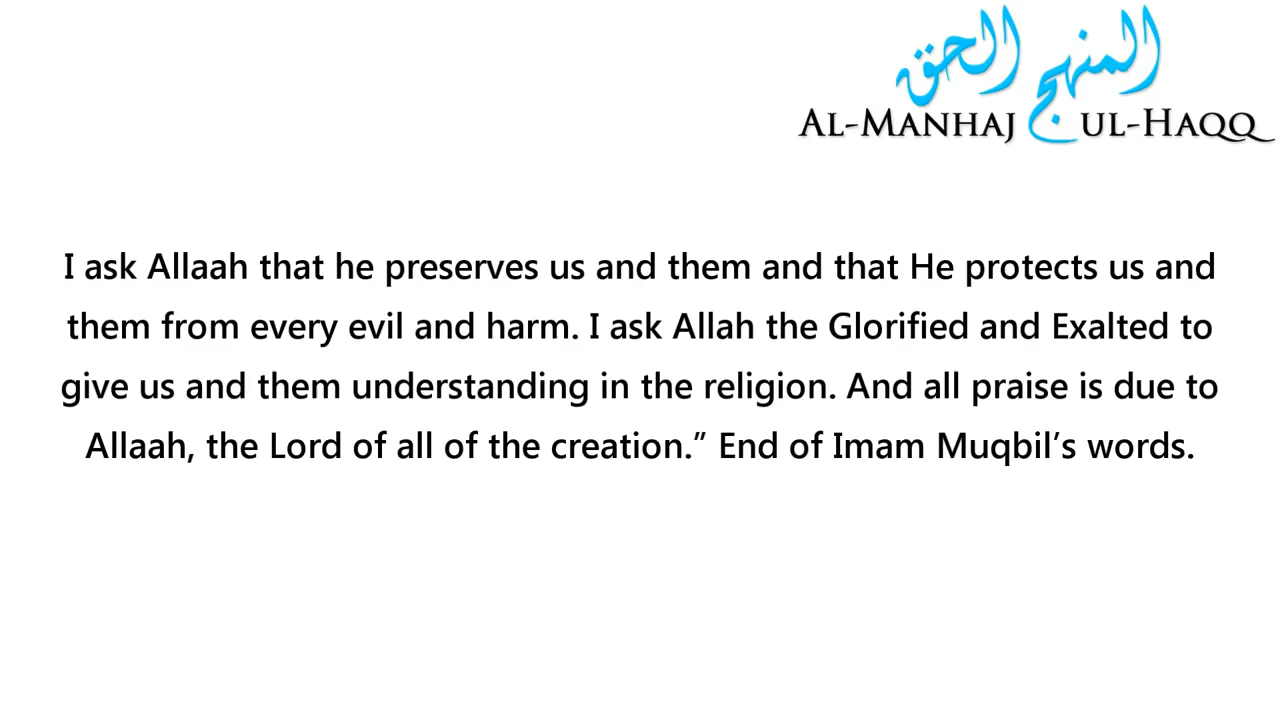 المنهج الحق
AL-MANHAJ UL-HAQQ
I ask Allaah that he preserves us and them and that He protects us and
them from every evil and harm. I ask Allah the Glorified and Exalted to
give us and them understanding in the religion. And all praise is due to
Allaah, the Lord of all of the creation.” End of Imam Muqbil’s words.